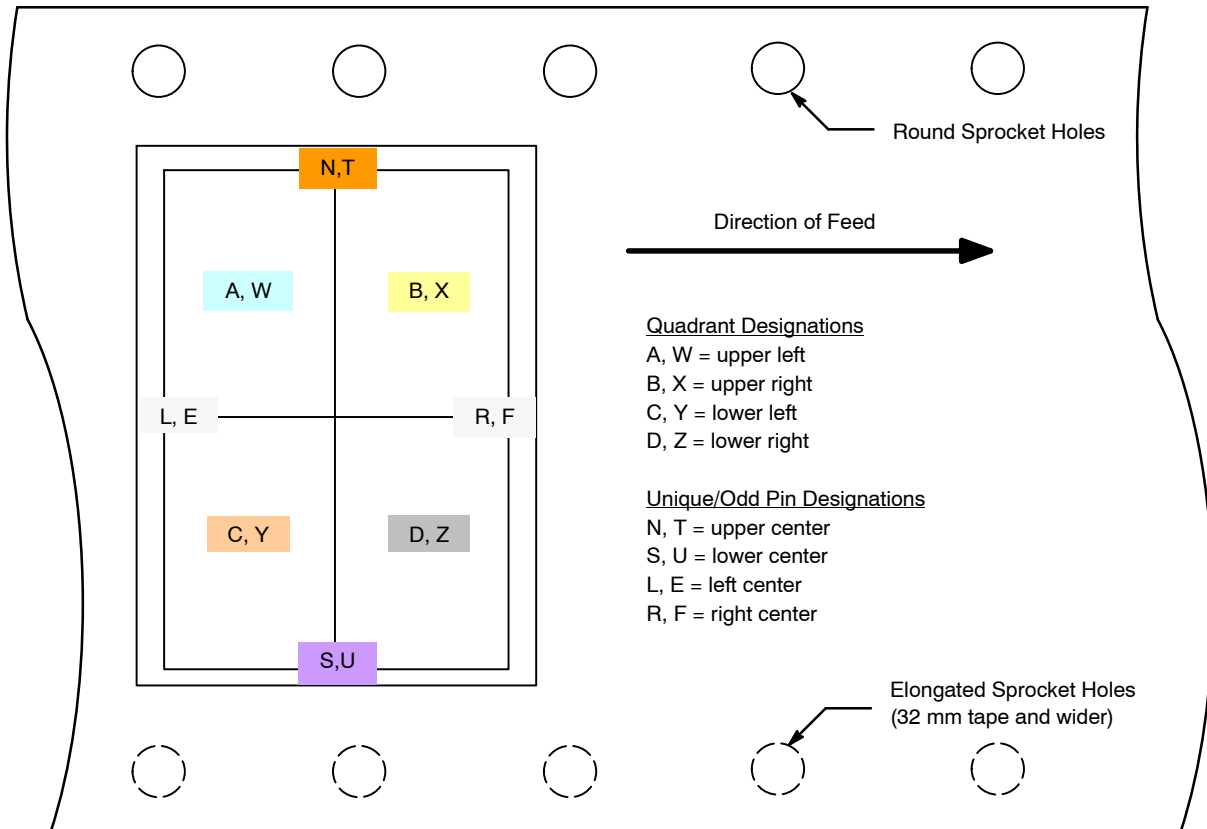 Round Sprocket Holes
N,T
Direction of Feed
A, W
B, X
Quadrant Designations
A, W = upper left
B, X = upper right
C, Y = lower left
D, Z = lower right
L, E
R, F
Unique/Odd Pin Designations
N, T = upper center
S, U = lower center
L, E = left center
R, F = right center
C, Y
D, Z
S,U
Elongated Sprocket Holes
(32 mm tape and wider)